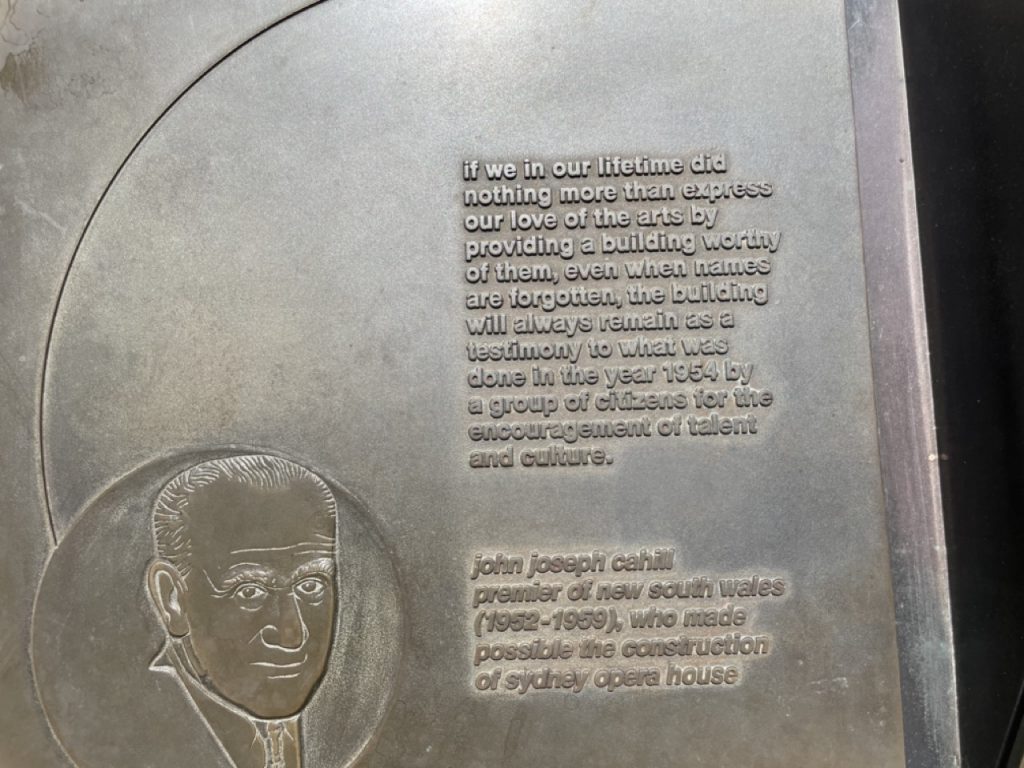 if we in our lifetime did
nothing more than express
our love of the arts by
providing a building worthy
of them, even when names
are forgotten, the building
will always remain as a
testimony to what was
done in the year 1954 by
a group of citizens for the
encouragement of talent
and culture.
john joseph cahill
premier of new south wales
(1952-1959), who made
possible the construction
of sydney opera house